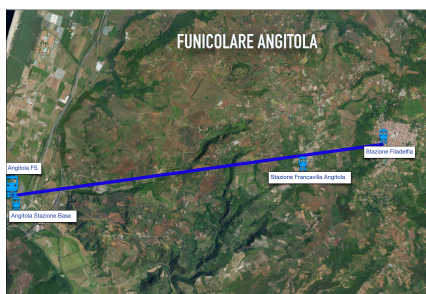 FUNICOLARE ANGITOLA
Stazione Filadelfia
Angitola FS
Stazione Francavilla Angitola
Angitola Stazione Base